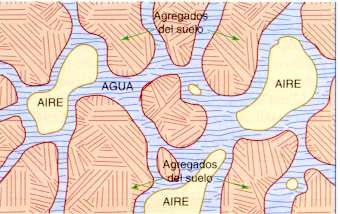 Agregados
del suelo
AGUA
AIRE
AIRE
Agregados
del suelo
AIRE